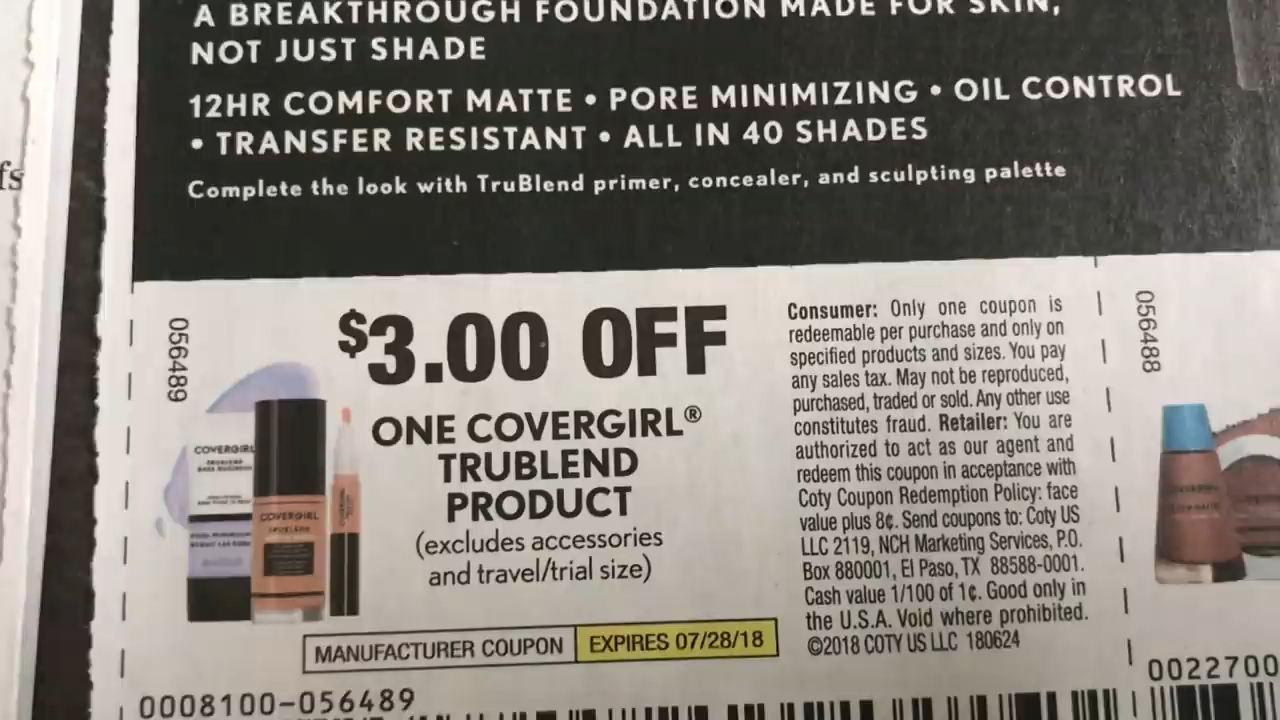 A BREAKTHROUGH FOUNDATION MADE FOR SKIN,
NOT JUST SHADE
12HR COMFORT MATTE • PORE MINIMIZING • OIL CONTROL
• TRANSFER RESISTANT • ALL IN 40 SHADES
Complete the look with TruBlend primer, concealer, and sculpting palette
fs
056489
$3.00 OFF
ONE COVERGIRL®
TRUBLEND
PRODUCT
(excludes accessories
and travel/trial size)
COVERGIRL
COVERGIRL
TRUBLEND
MANUFACTURER COUPON
EXPIRES 07/28/18
0008100-056489
Consumer: Only one coupon is
redeemable per purchase and only on
specified products and sizes. You pay
any sales tax. May not be reproduced,
purchased, traded or sold. Any other use
constitutes fraud. Retailer: You are
authorized to act as our agent and
redeem this coupon in acceptance with
Coty Coupon Redemption Policy: face
value plus 8¢. Send coupons to: Coty US
LLC 2119, NCH Marketing Services, P.O.
Box 880001, El Paso, TX 88588-0001.
Cash value 1/100 of 1¢. Good only in
the U.S.A. Void where prohibited.
©2018 COTY US LLC 180624
056488
0022700